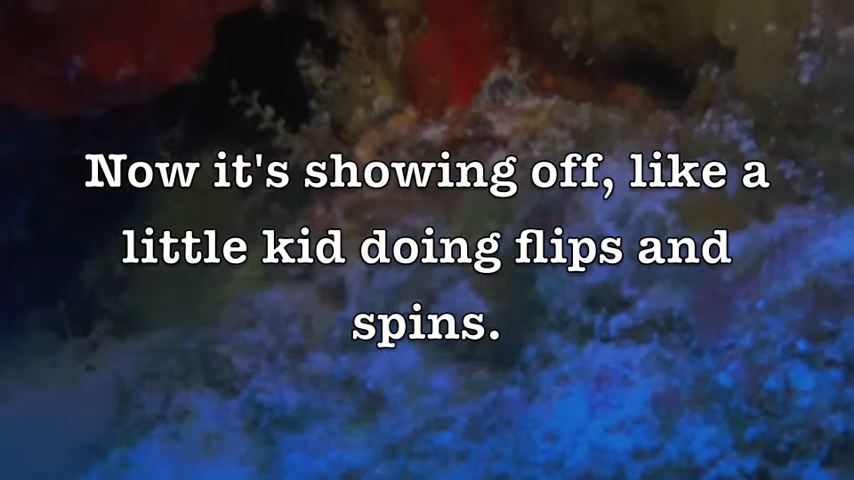 Now it's showing off, like a
little kid doing flips and
spins.